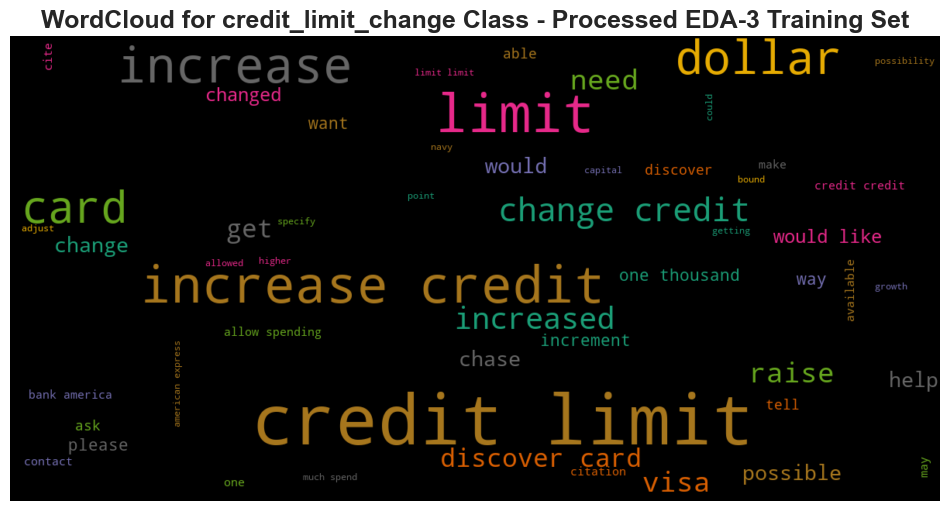 WordCloud for credit_limit_change Class - Processed EDA-3 Training Set
cite
increase
able
dollar
possibility
limit limit
need
changed
limit
could
want
navy
would
capital
discover
make
bound
credit credit
card
point
change credit
adjust
get
specify
getting
would like
change
allowed
higher
increase credit
one thousand
way
available
growth
increased
allow spending
increment
american express
chase
raise
help
bank america
credit limit
tell
ask
please
discover card
contact
citation
visa
possible
may
one
much spend